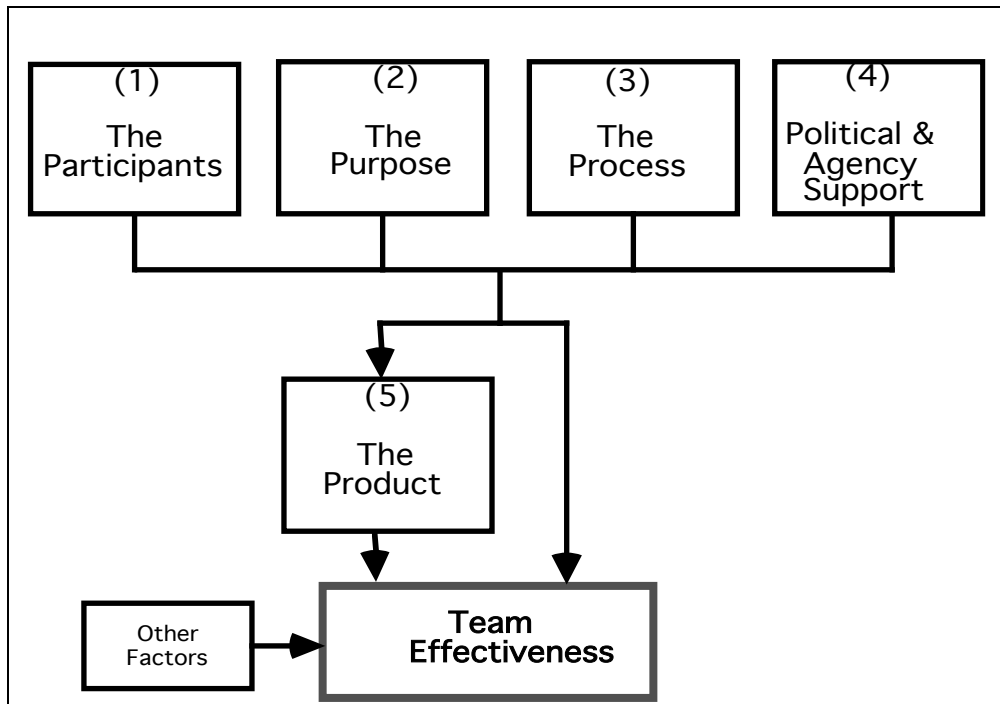 (1)
The
Participants
(2)
The
Purpose
(3)
The
Process
(4)
Political &
Agency
Support
(5)
The
Product
Other
Factors
Team
Effectiveness